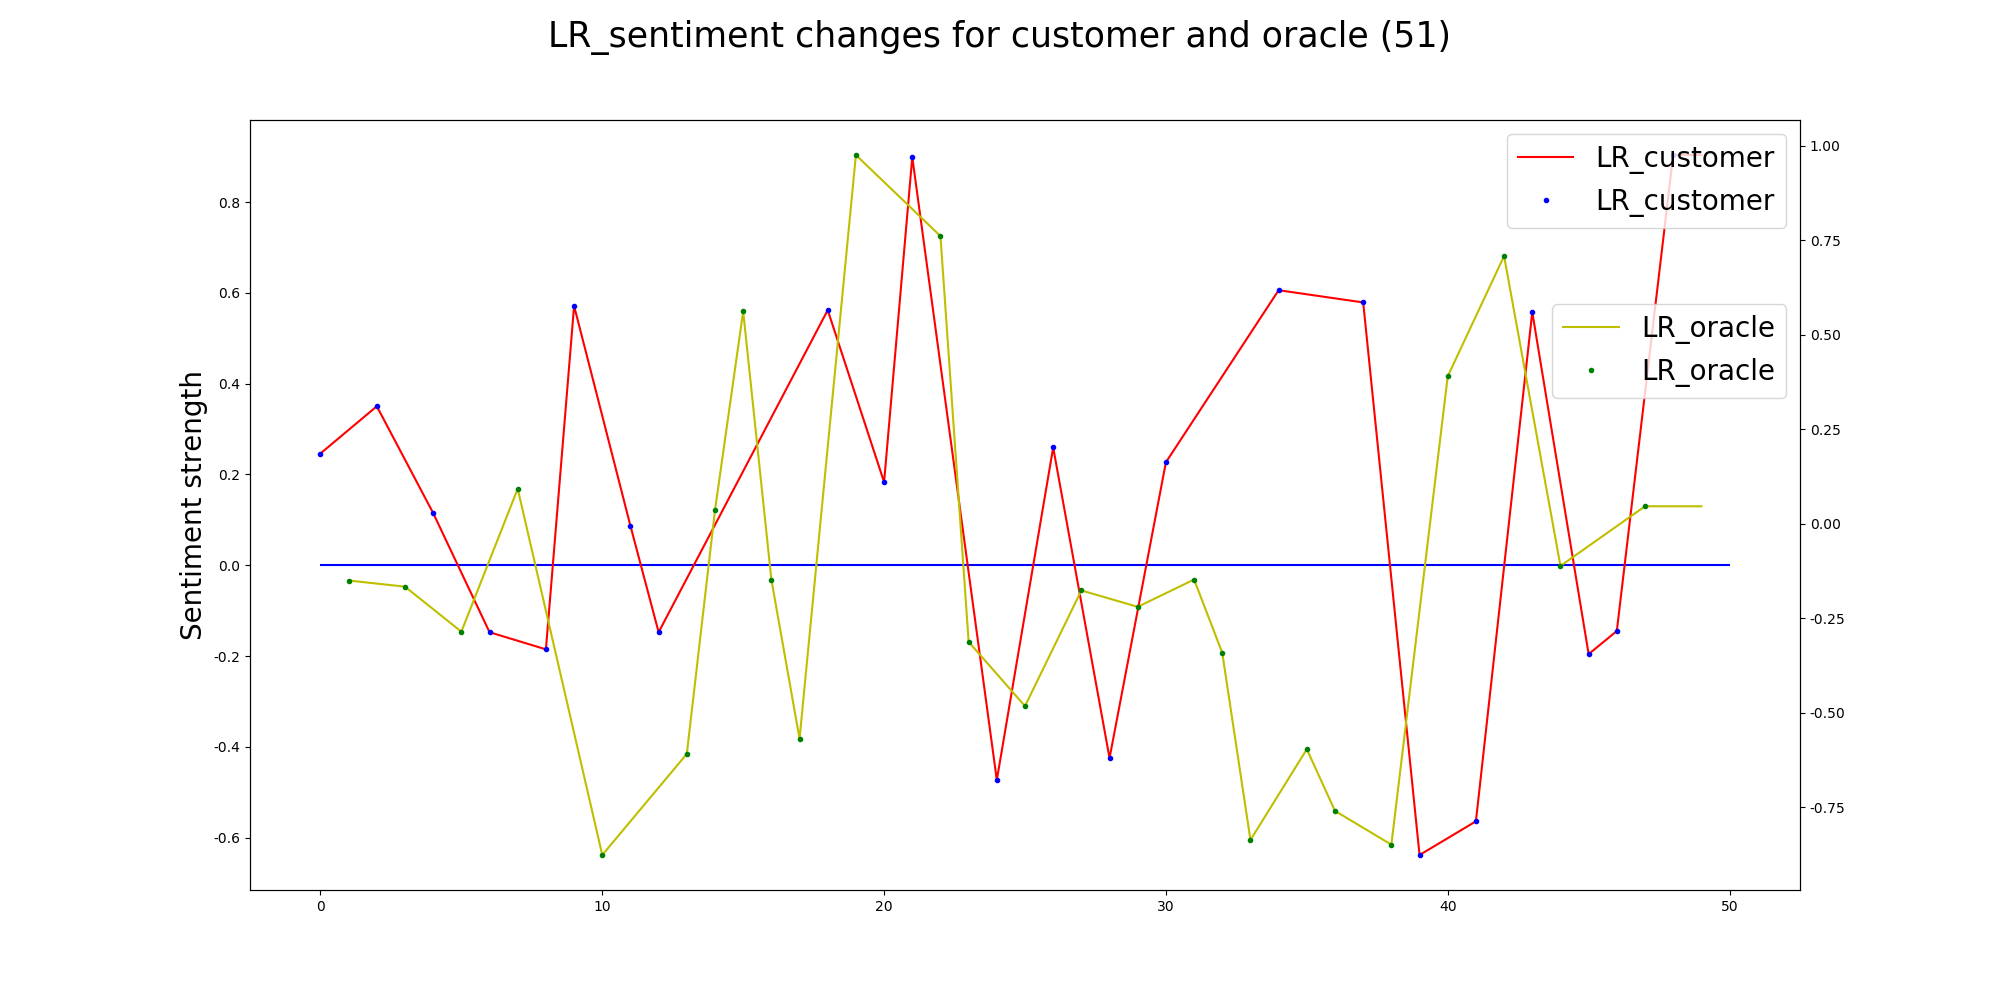 LR_sentiment changes for customer and oracle (51)
Sentiment strength
0.8
0.6
0.4
0.2
0.0
-0.2
-0.4
-0.6
LR_customer
LR_customer
LR_oracle
LR_oracle
1.00
0.75
0.50
0.25
0.00
-0.25
-0.50
-0.75
0 10 20 30 40 50